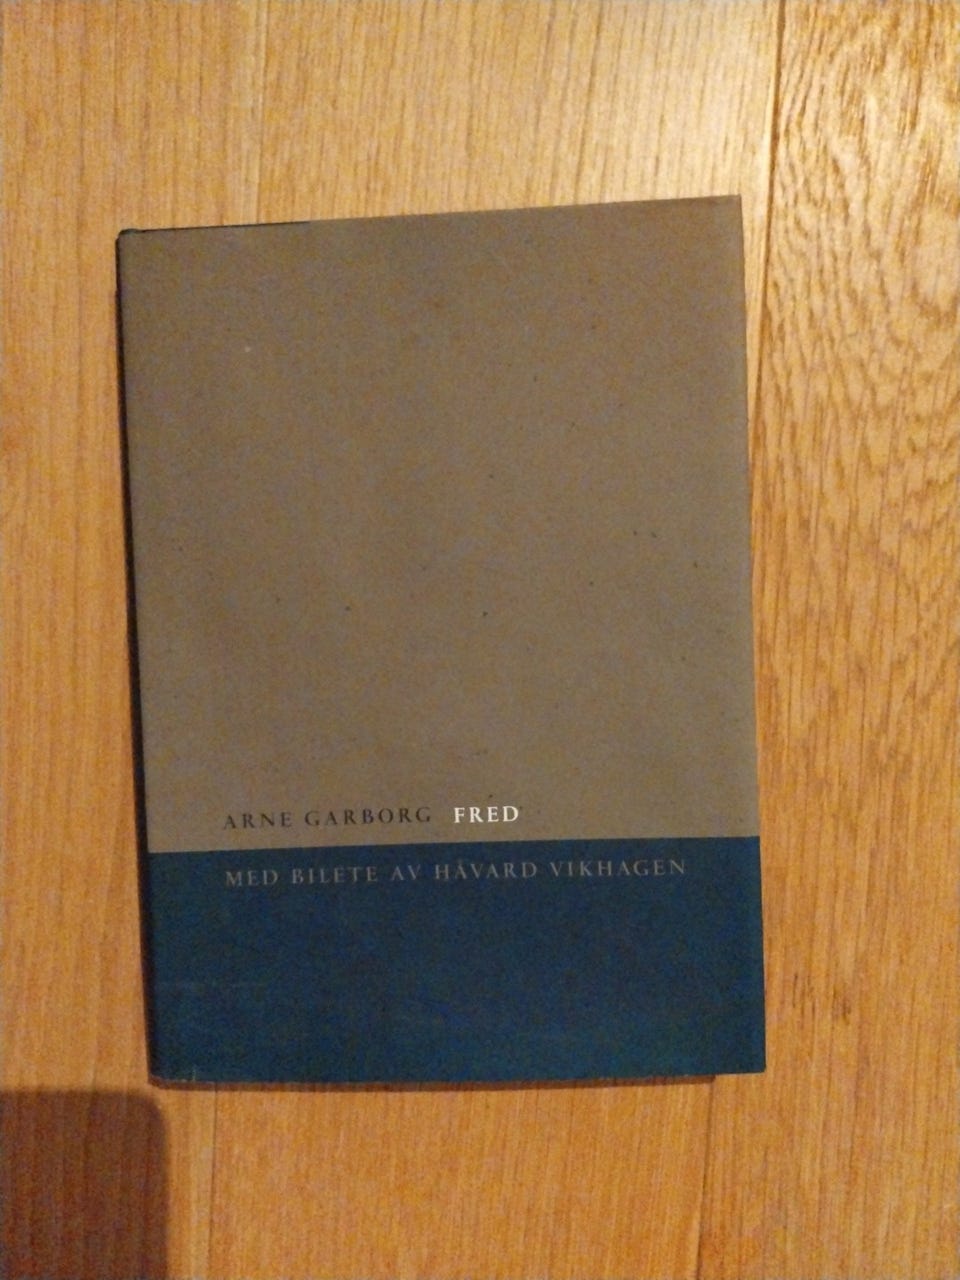 ARNE GARBORG FRED
MED BILETE AV HÅVARD VIKHAGEN